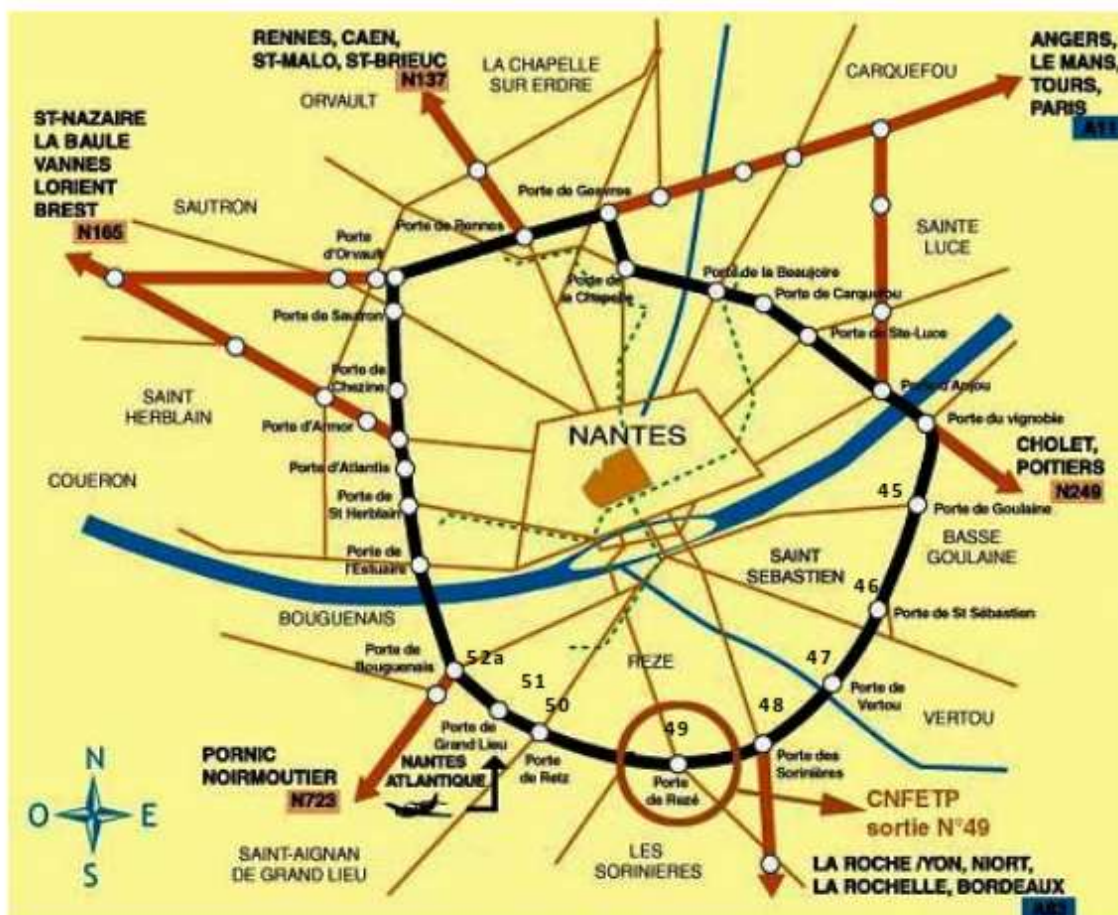 RENNES, CAEN,
ST-MALO, ST-BRIEUC
N137
LA CHAPELLE
SUR ERDRE
ORVAULT
CARQUEFOU
ANGERS,
LE MANS,
TOURS,
PARIS
A11
ST-NAZAIRE
LA BAULE
VANNES
LORIENT
BREST
N165
SAUTRON
Porte de Gesvres
Porte de Rennes
Porte
d'Orvault
SAINTE
LUCE
Porte de
la Chapelle
Porte de la Beaujoire
Porte de Carquefou
Porte de Sautron
Porte de Ste-Luce
Porte de
Chezine
Porte d'Anjou
SAINT
HERBLAIN
Porte d'Armor
NANTES
Porte du vignoble
CHOLET,
POITIERS
N249
COUERON
Porte d'Atlantis
Porte de
St Herblain
45
Porte de Goulaine
BASSE
GOULAINE
Porte de
l'Estuaire
SAINT
SEBASTIEN
46
Porte de St Sébastien
BOUGUENAIS
Porte de
Bouguenais
52a
REZE
47
51
50
49
48
Porte de
Vertou
VERTOU
Porte de
Grand Lieu
Porte
de Retz
Porte des
Sorinières
PORNIC
NOIRMOUTIER
N723
NANTES
ATLANTIQUE
Porte
de Rezé
CNFETP
sortie N°49
N
O
E
S
SAINT-AIGNAN
DE GRAND LIEU
LES
SORINIERES
LA ROCHE /YON, NIORT,
LA ROCHELLE, BORDEAUX
A83